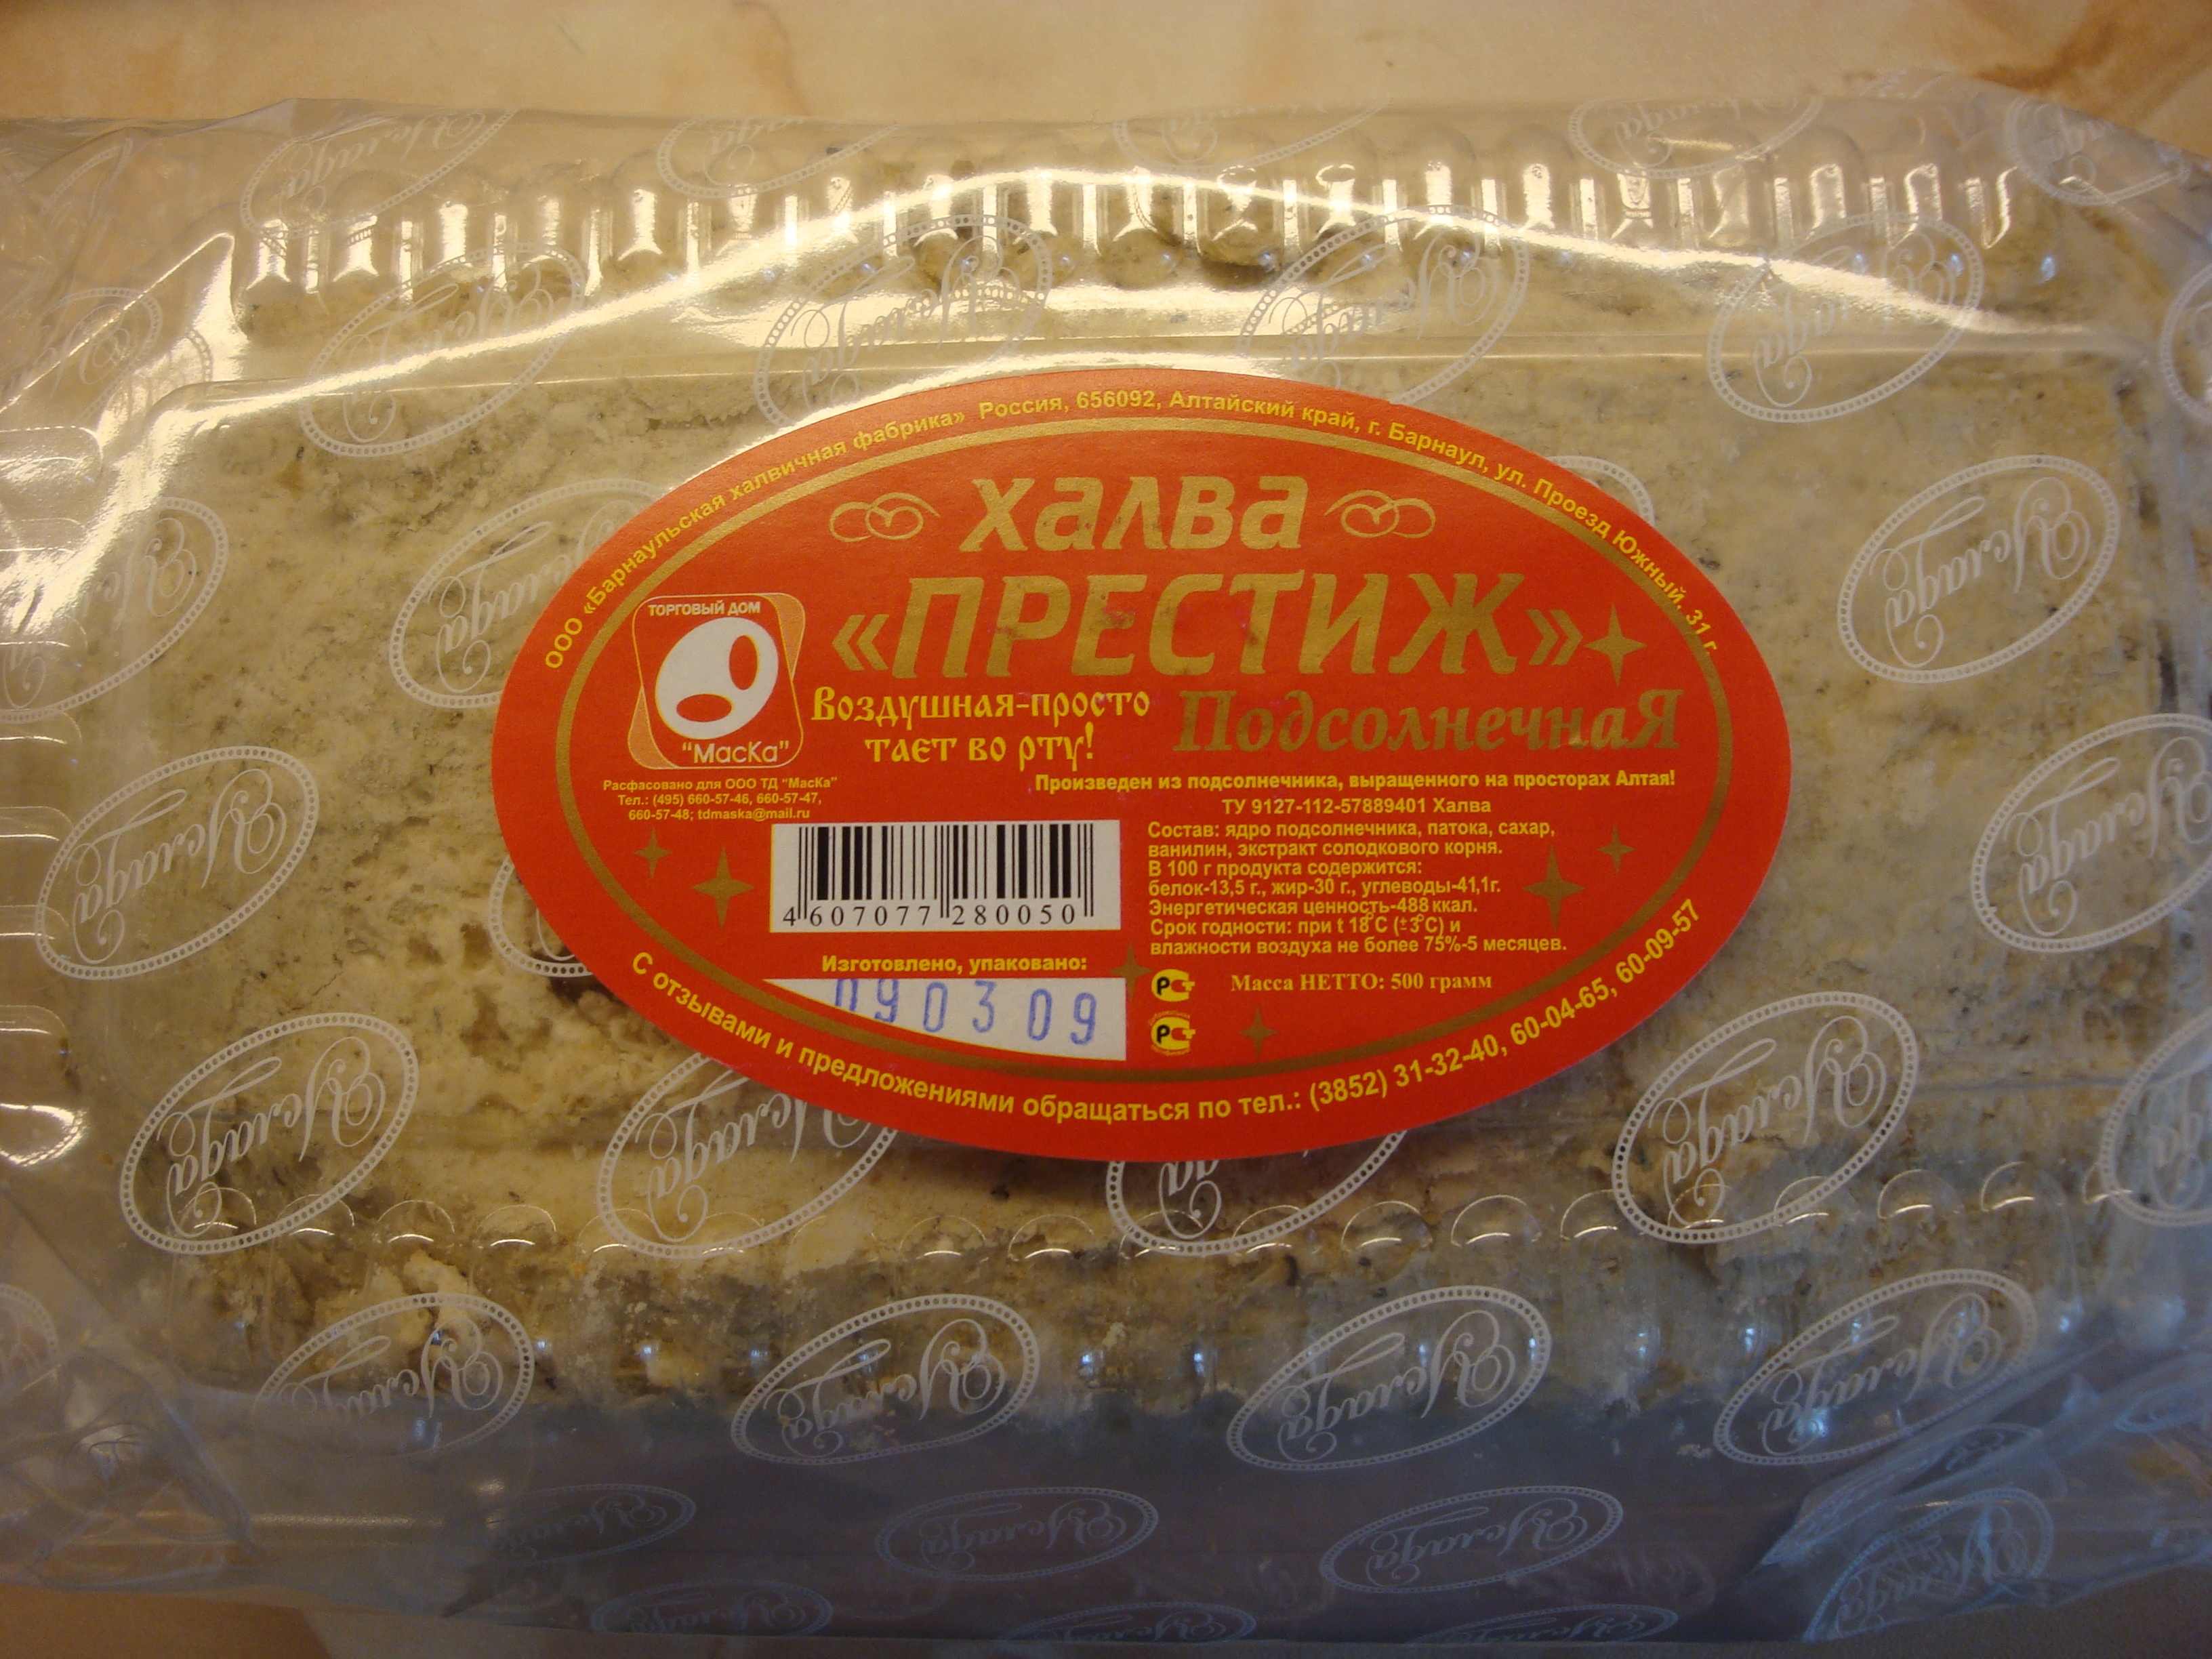 ООО «Барнаульская халвичная фабрика» Россия, 656092, Алтайский край, г. Барнаул, ул. Проезд Южный, 31 г.
халва
«ПРЕСТИЖ»
ПодсолнечнаЯ
ТОРГОВЫЙ ДОМ
"МасКа"
Воздушная-просто
тает во рту!
Расфасовано для ООО ТД "МасКа"
Тел.: (495) 660-57-46, 660-57-47,
660-57-48; tdmaska@mail.ru
Произведен из подсолнечника, выращенного на просторах Алтая!
ТУ 9127-112-57889401 Халва
Состав: ядро подсолнечника, патока, сахар,
ванилин, экстракт солодкового корня.
В 100 г продукта содержится:
белок-13,5 г., жир-30 г., углеводы-41,1г.
Энергетическая ценность-488 ккал.
Срок годности: при t 18°C (±3°C) и
влажности воздуха не более 75%-5 месяцев.
Масса НЕТТО: 500 грамм
4 607077 280050
Изготовлено, упаковано:
090309
С отзывами и предложениями обращаться по тел.: (3852) 31-32-40, 60-04-65, 60-09-57
Услада